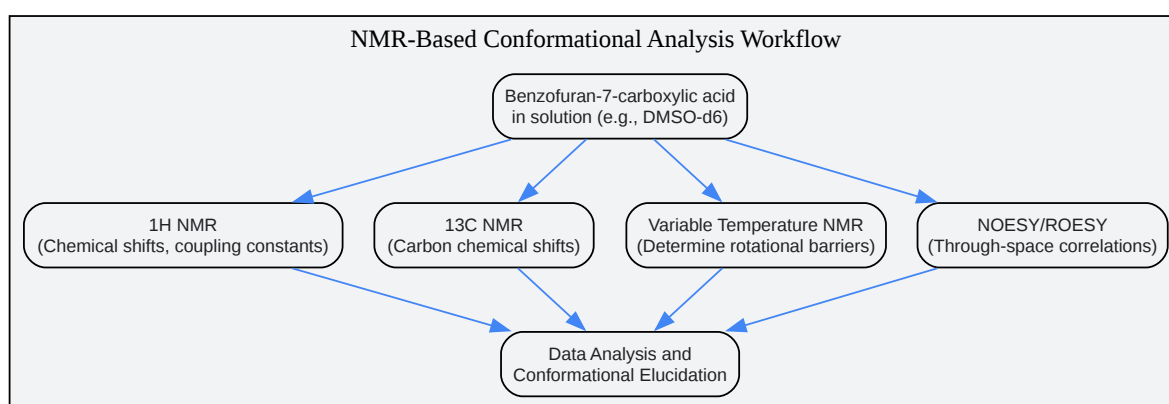 NMR-Based Conformational Analysis Workflow
Benzofuran-7-carboxylic acid
in solution (e.g., DMSO-d6)
1H NMR
(Chemical shifts, coupling constants)
13C NMR
(Carbon chemical shifts)
Variable Temperature NMR
(Determine rotational barriers)
NOESY/ROESY
(Through-space correlations)
Data Analysis and
Conformational Elucidation